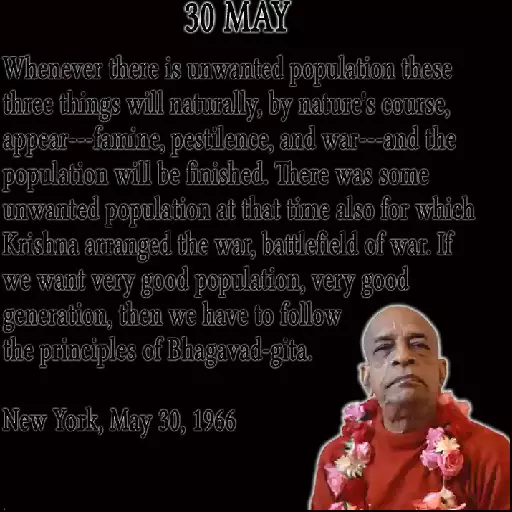 30 MAY
Whenever there is unwanted population these
three things will naturally, by nature's course,
appear---famine, pestilence, and war---and the
population will be finished. There was some
unwanted population at that time also for which
Krishna arranged the war, battlefield of war. If
we want very good population, very good
generation, then we have to follow
the principles of Bhagavad-gita.
New York, May 30, 1966